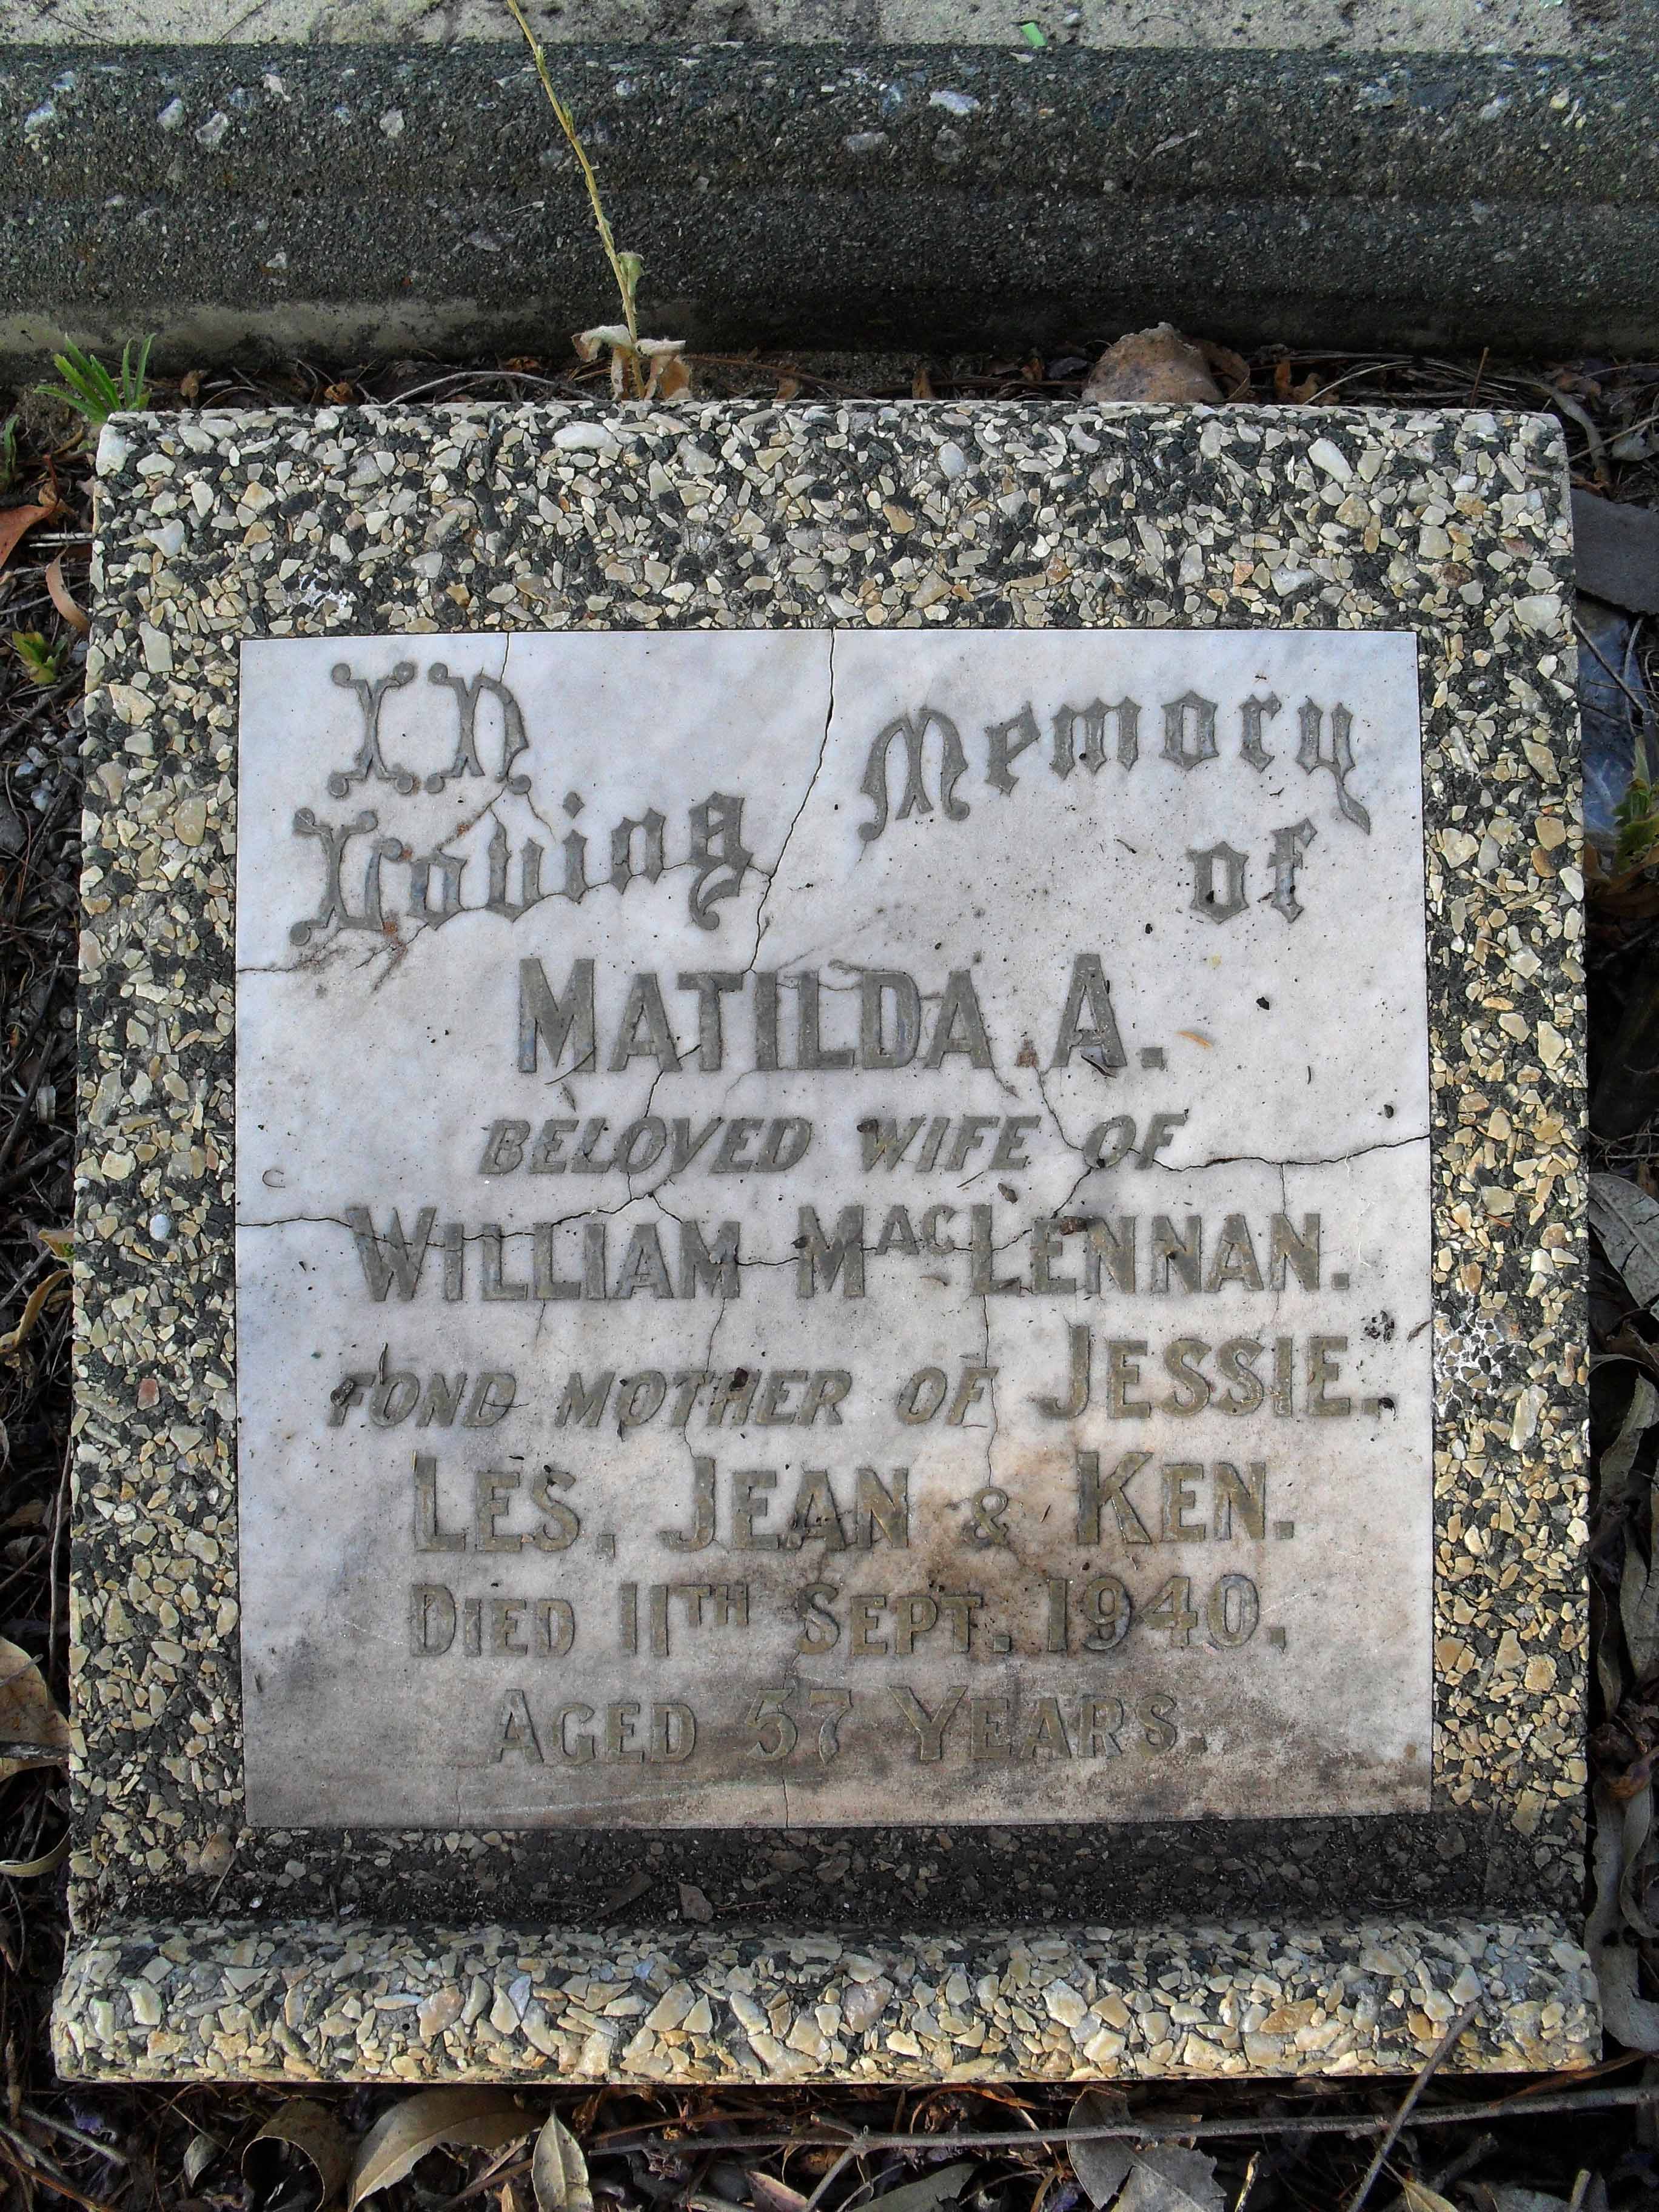 In Memory
Loving of
MATILDA A.
BELOVED WIFE OF
WILLIAM MACLENNAN.
FOND MOTHER OF JESSIE.
LES, JEAN & KEN.
DIED 11TH SEPT. 1940,
AGED 57 YEARS.